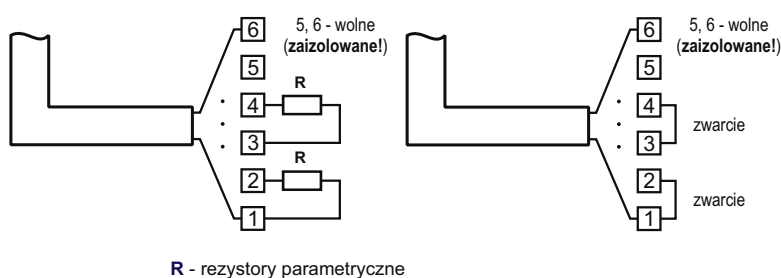 6
5, 6 - wolne
(zaizolowane!)
5
R
4
3
R
2
1
6
5, 6 - wolne
(zaizolowane!)
5
4
zwarcie
3
2
zwarcie
1
R - rezystory parametryczne